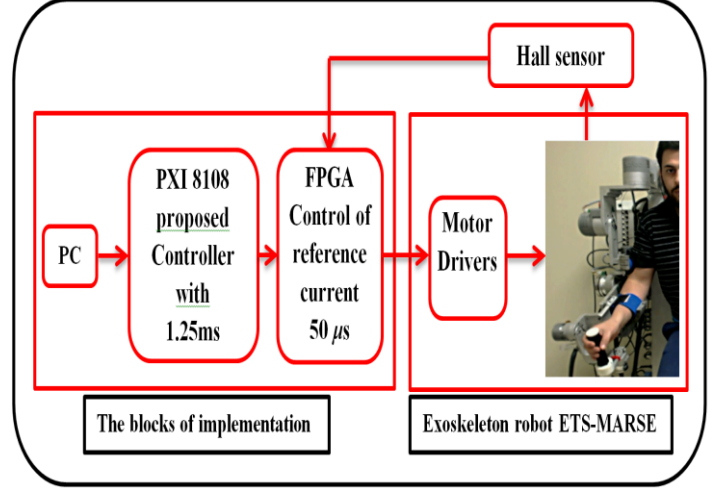 Hall sensor
PC
PXI 8108
proposed
Controller
with
1.25ms
FPGA
Control of
reference
current
50 μs
Motor
Drivers
The blocks of implementation
Exoskeleton robot ETS-MARSE